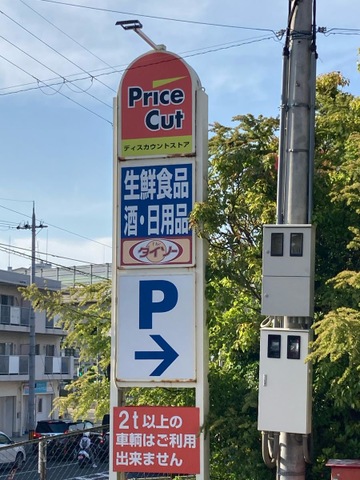 Price
Cut
ディスカウントストア
生鮮食品
酒・日用品
ダイソー
P
2t以上の
車輌はご利用
出来ません